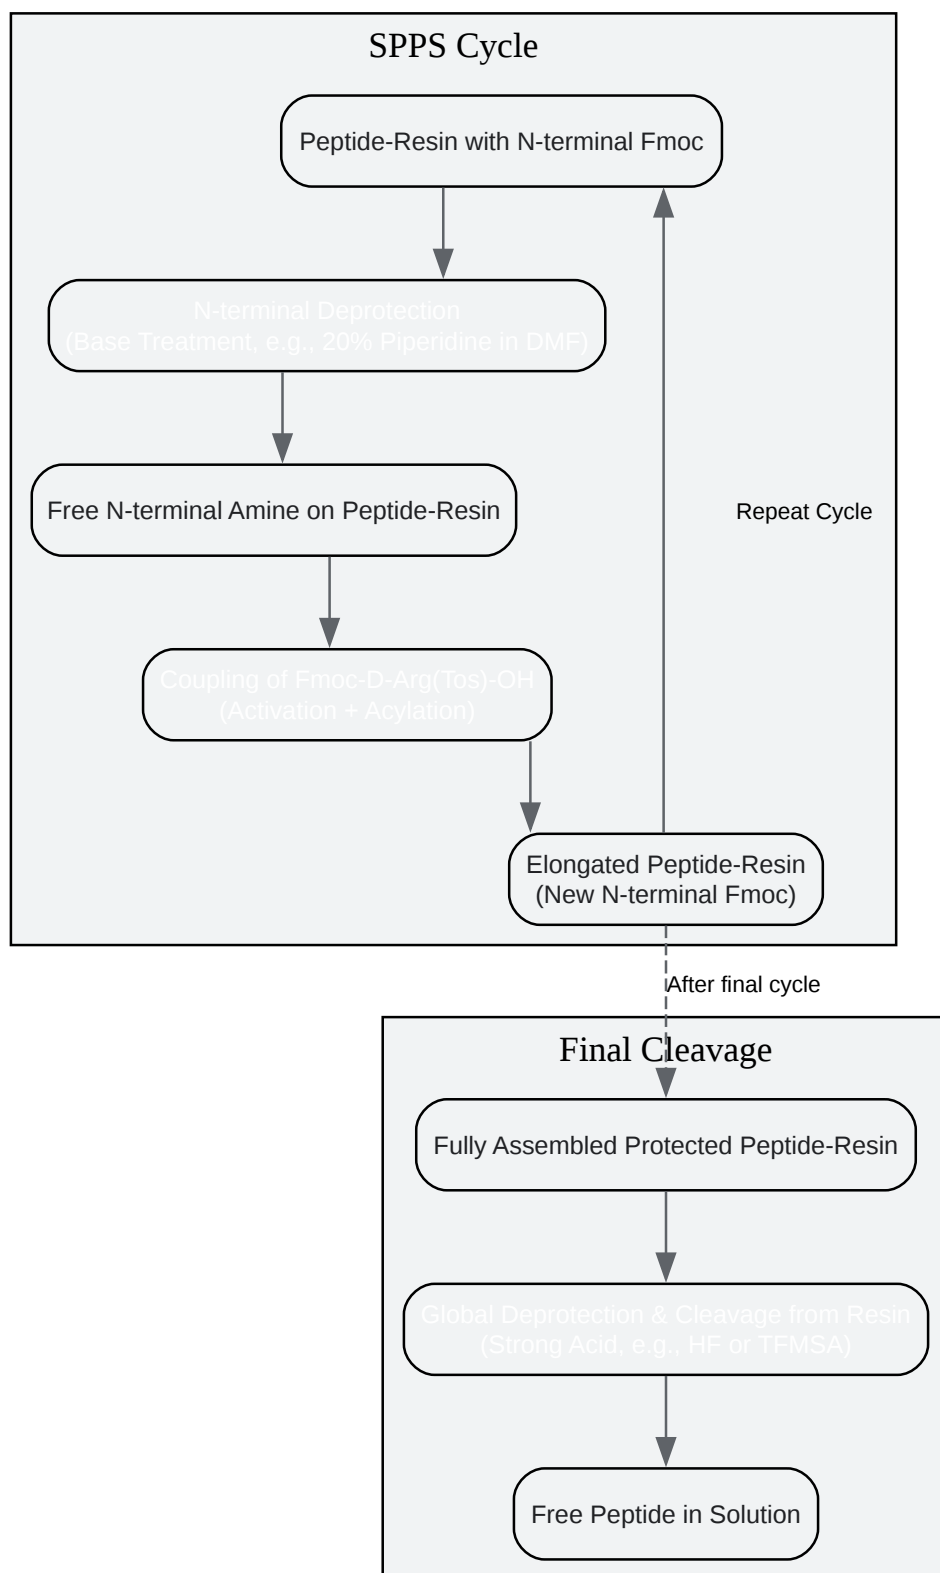 SPPS Cycle
Peptide-Resin with N-terminal Fmoc
N-terminal Deprotection
(Base Treatment, e.g., 20% Piperidine in DMF)
Free N-terminal Amine on Peptide-Resin
Repeat Cycle
Coupling of Fmoc-D-Arg(Tos)-OH
(Activation + Acylation)
Elongated Peptide-Resin
(New N-terminal Fmoc)
After final cycle
Final Cleavage
Fully Assembled Protected Peptide-Resin
Global Deprotection & Cleavage from Resin
(Strong Acid, e.g., HF or TFMSA)
Free Peptide in Solution